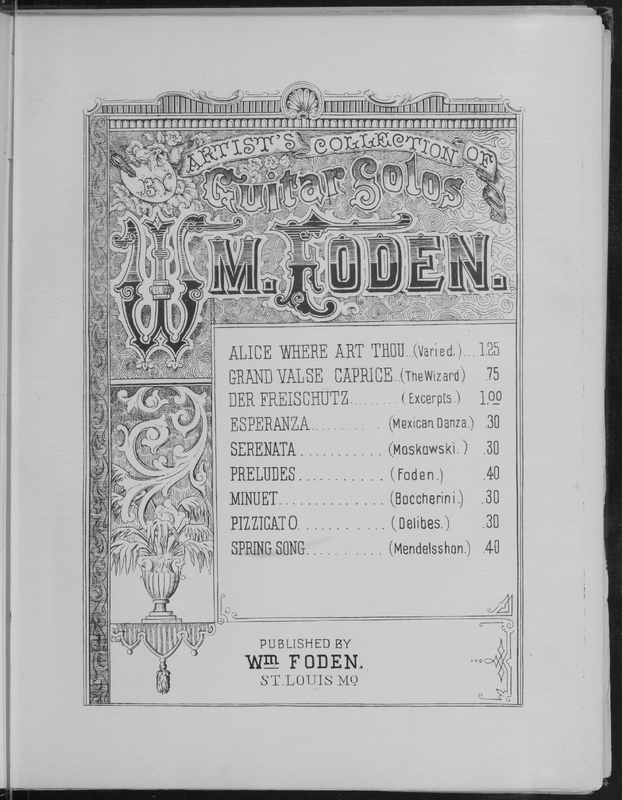 ARTIST'S COLLECTION OF
Guitar Solos
BY
WM. FODEN.
ALICE WHERE ART THOU..(Varied.)... 1.25
GRAND VALSE CAPRICE..(The Wizard) .75
DER FREISCHUTZ.........(Excerpts.) 1.00
ESPERANZA...........(Mexican Danza.) .30
SERENATA...........(Moskowski.) .30
PRELUDES...........(Foden.) .40
MINUET..............(Boccherini.) .30
PIZZICATO............(Delibes.) .30
SPRING SONG..........(Mendelsshon.) .40
PUBLISHED BY
Wm FODEN.
ST. LOUIS MO